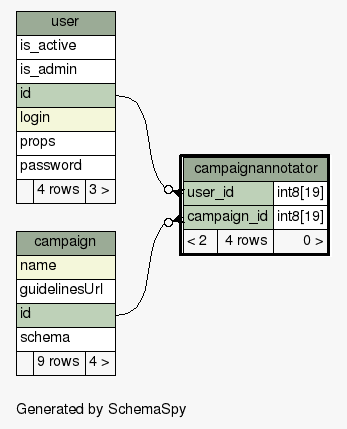 user
is_active
is_admin
id
login
props
password
4 rows 3 >
campaignannotator
user_id int8[19]
campaign_id int8[19]
< 2 4 rows 0 >
campaign
name
guidelinesUrl
id
schema
9 rows 4 >
Generated by SchemaSpy